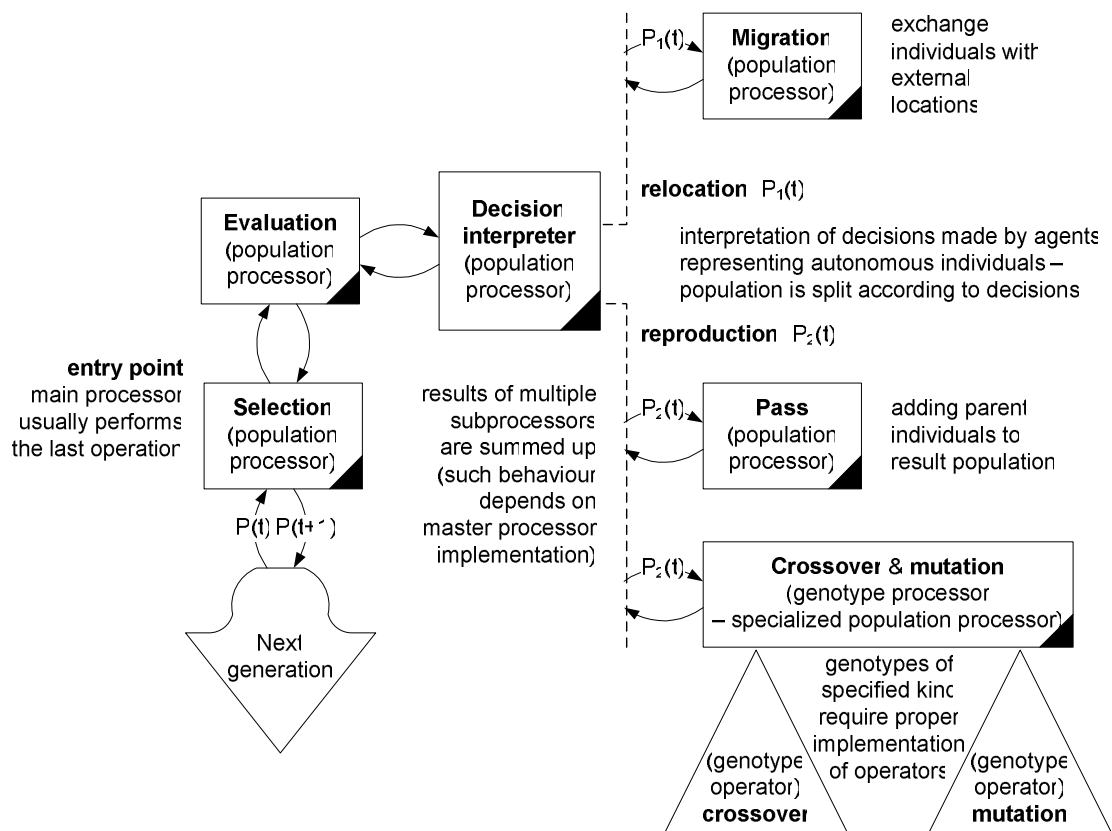 P₁(t)
Migration
(population
processor)
exchange
individuals with
external
locations
relocation P₁(t)
Evaluation
(population
processor)
Decision
interpreter
(population
processor)
interpretation of decisions made by agents
representing autonomous individuals –
population is split according to decisions
reproduction P₂(t)
entry point
main processor
usually performs
the last operation
Selection
(population
processor)
results of multiple
subprocessors
are summed up
(such behaviour
depends on
master processor
implementation)
P₂(t)
Pass
(population
processor)
adding parent
individuals to
result population
P(t) P(t+1)
P₂(t)
Crossover & mutation
(genotype processor
– specialized population processor)
Next
generation
genotypes of
specified kind
require proper
implementation
of operators
(genotype
operator)
crossover
(genotype
operator)
mutation